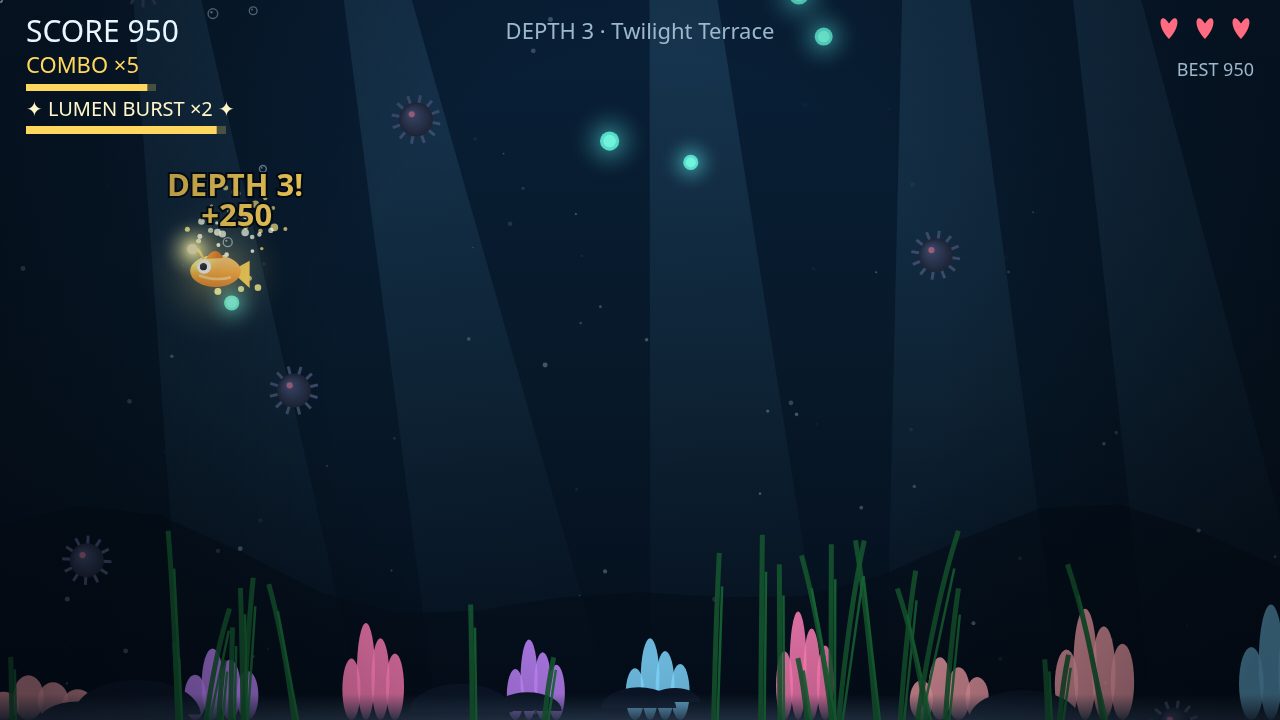 SCORE 950
COMBO ×5
✦ LUMEN BURST ×2 ✦
DEPTH 3 · Twilight Terrace
BEST 950
DEPTH 3!
+250